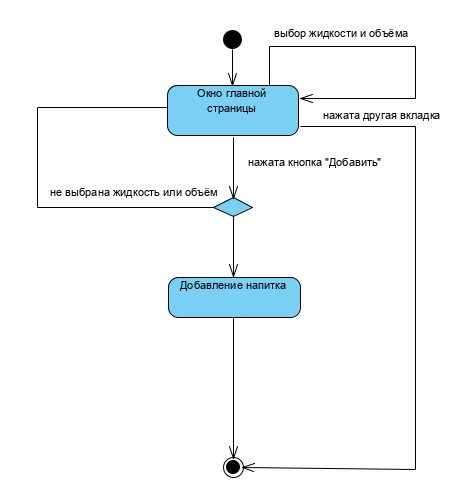 выбор жидкости и объёма
Окно главной
страницы
нажата другая вкладка
нажата кнопка "Добавить"
не выбрана жидкость или объём
Добавление напитка